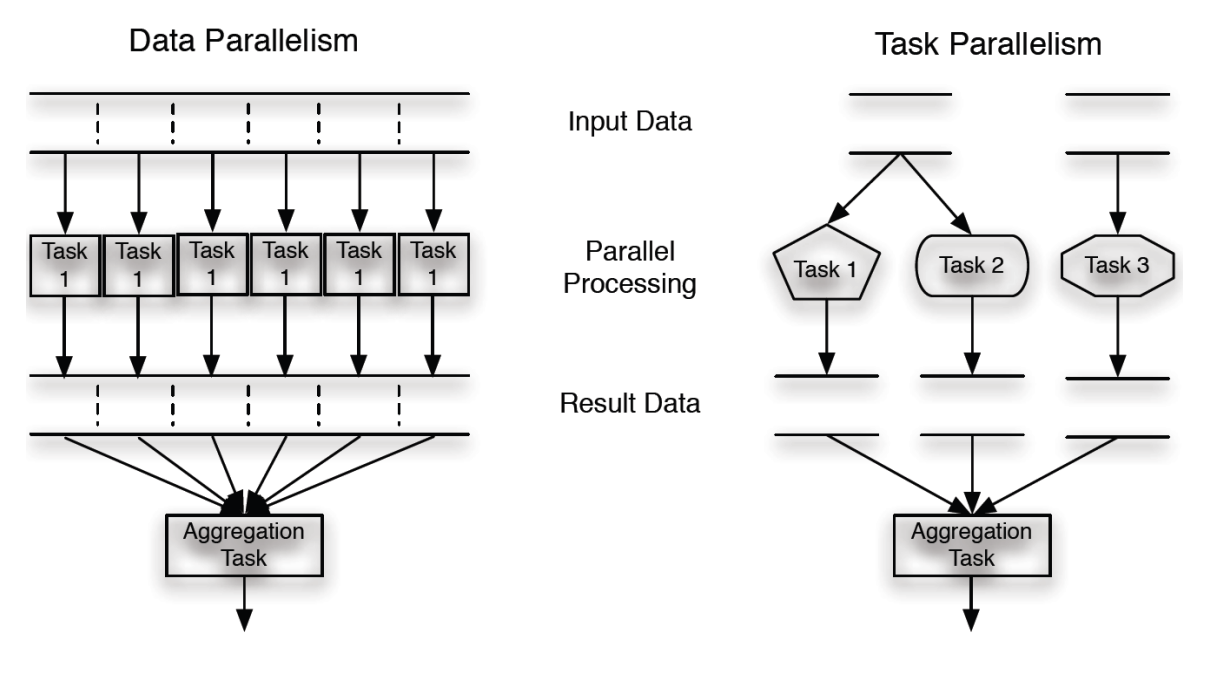 Data Parallelism
Task Parallelism
Input Data
Task
1
Task
1
Task
1
Task
1
Task
1
Task
1
Parallel
Processing
Task 1
Task 2
Task 3
Result Data
Aggregation
Task
Aggregation
Task